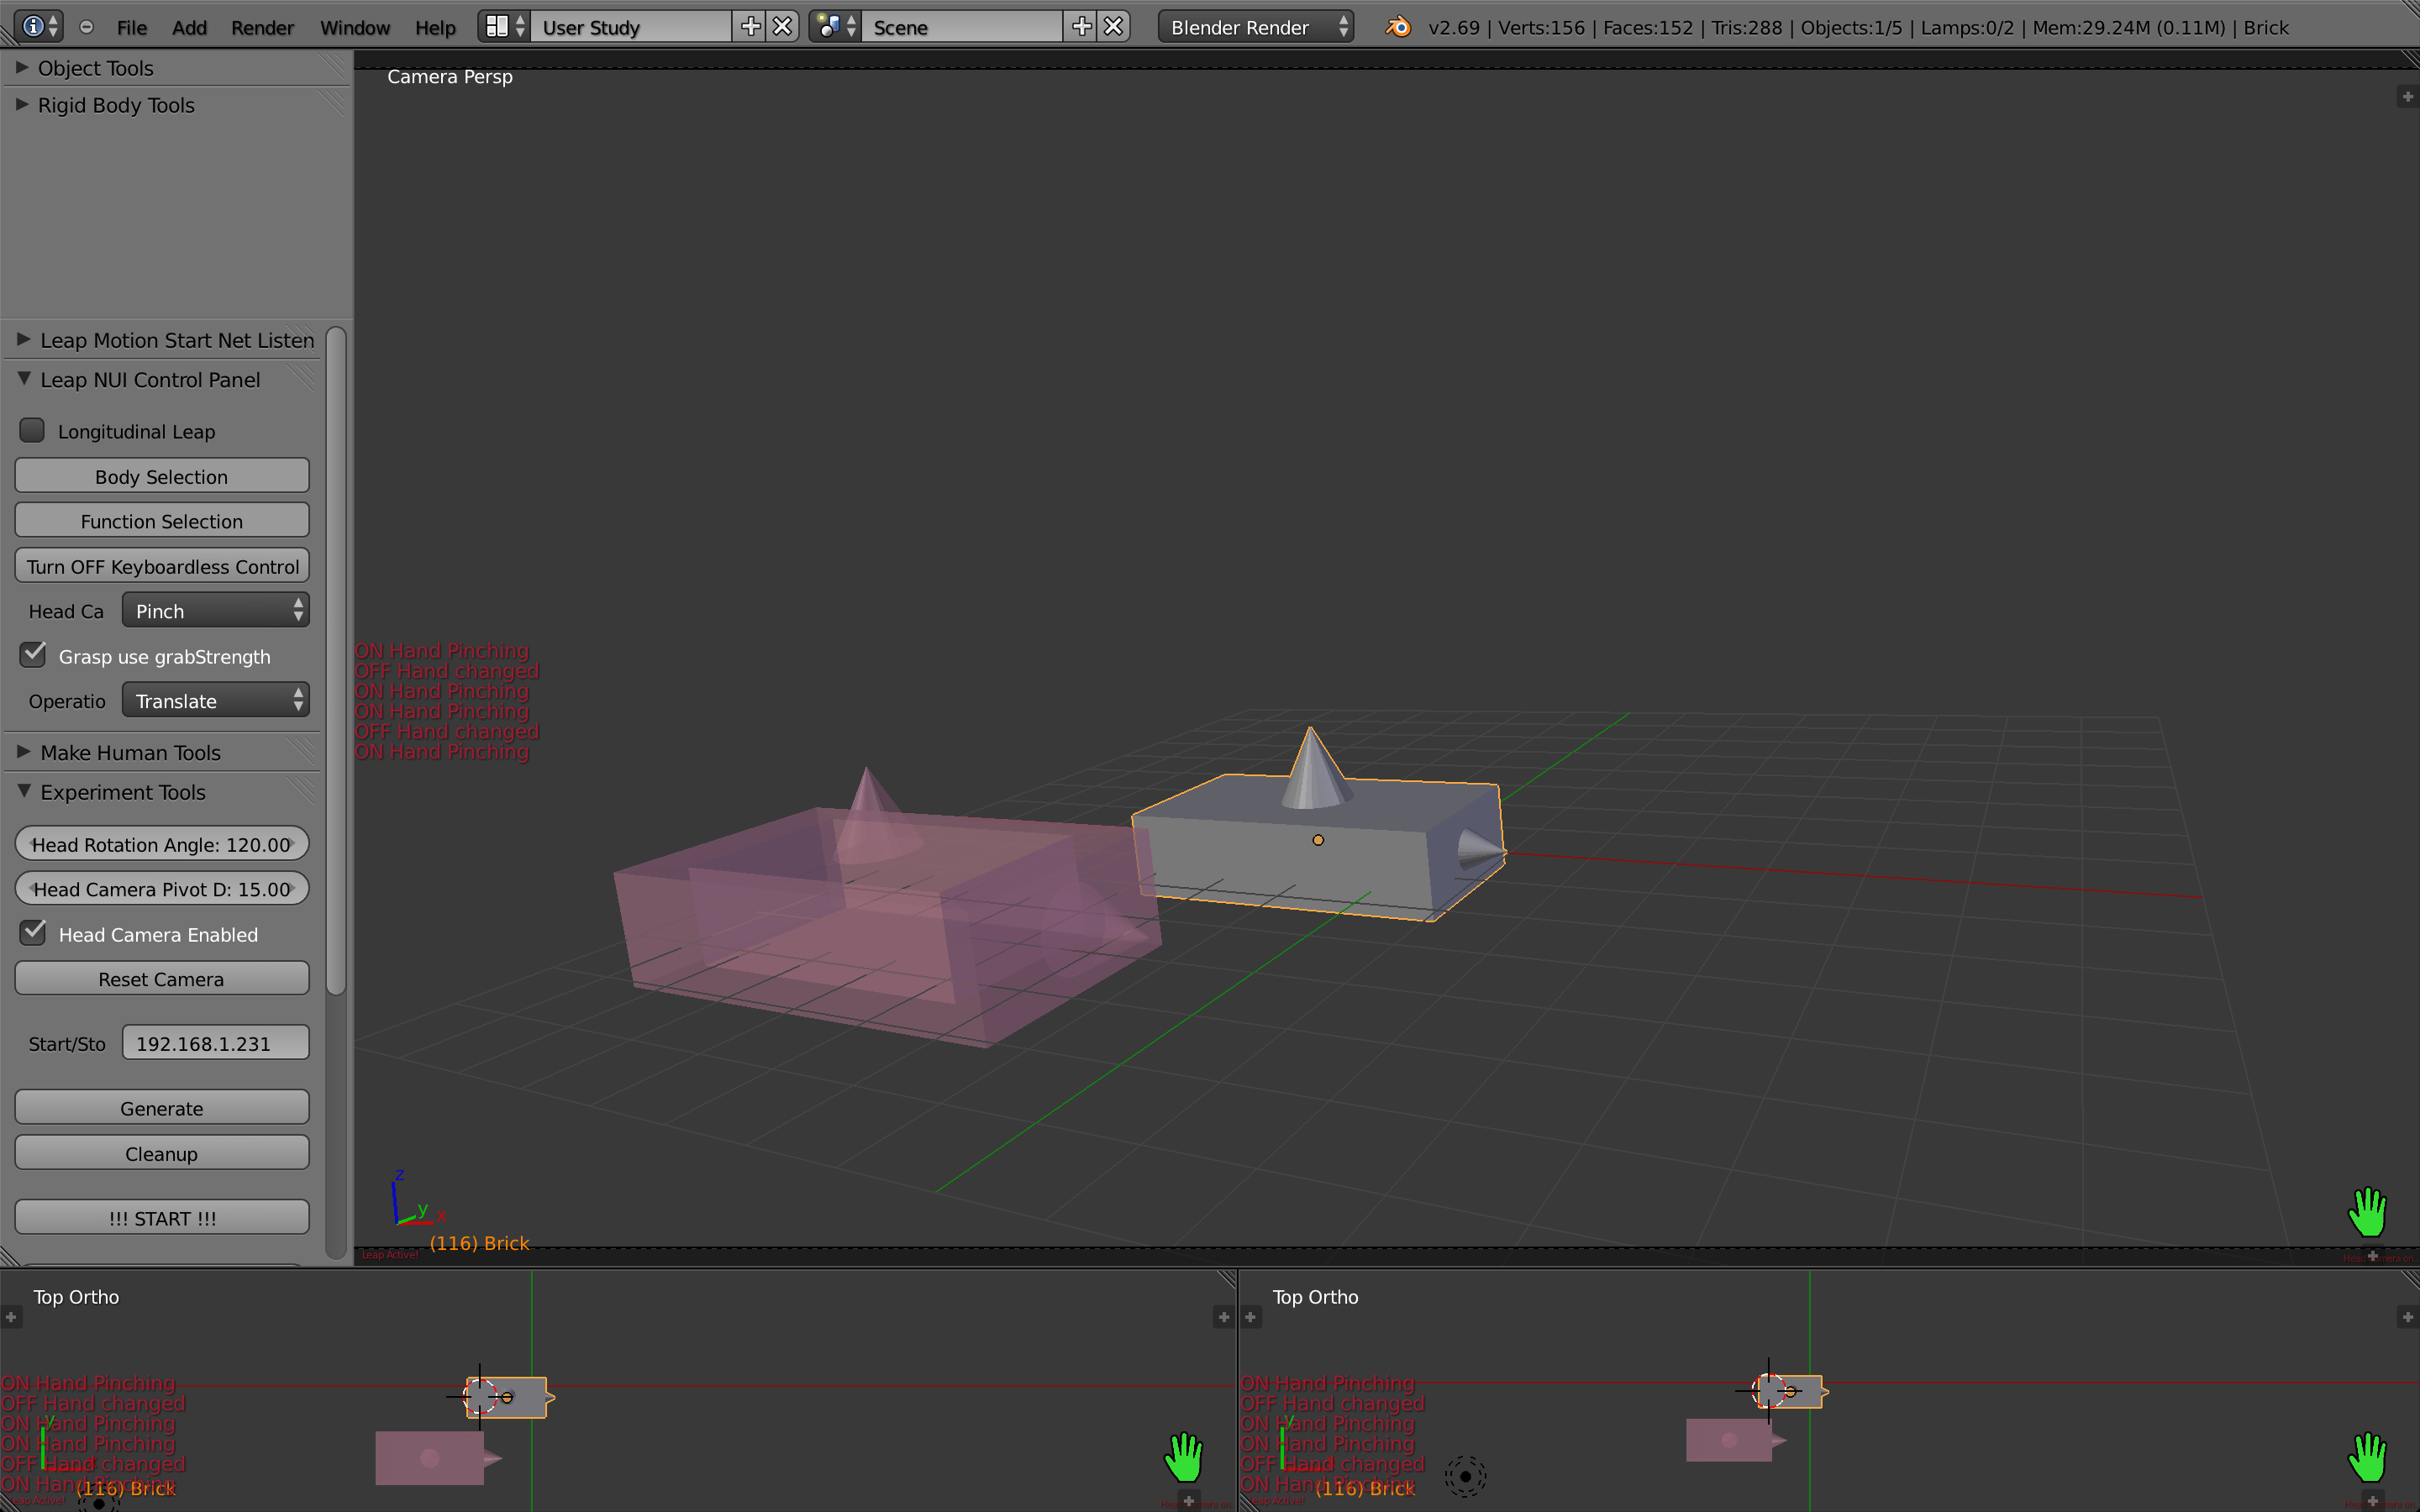 File Add Render Window Help User Study Scene Blender Render v2.69 | Verts:156 | Faces:152 | Tris:288 | Objects:1/5 | Lamps:0/2 | Mem:29.24M (0.11M) | Brick
Object Tools
Rigid Body Tools
Leap Motion Start Net Listen
Leap NUI Control Panel
Longitudinal Leap
Body Selection
Function Selection
Turn OFF Keyboardless Control
Head Ca Pinch
Grasp use grabStrength
Operatio Translate
Make Human Tools
Experiment Tools
Head Rotation Angle: 120.00
Head Camera Pivot D: 15.00
Head Camera Enabled
Reset Camera
Start/Sto 192.168.1.231
Generate
Cleanup
!!! START !!!
Camera Persp
ON Hand Pinching
OFF Hand changed
ON Hand Pinching
ON Hand Pinching
OFF Hand changed
ON Hand Pinching
z
y
x
(116) Brick
Leap Active!
Top Ortho
ON Hand Pinching
OFF Hand changed
ON Hand Pinching
y
ON Hand Pinching
OFF Hand changed
ON Hand Pinching
(116) Brick
Leap Active!
Top Ortho
ON Hand Pinching
OFF Hand changed
ON Hand Pinching
y
ON Hand Pinching
OFF Hand changed
ON Hand Pinching
(116) Brick
Leap Active!